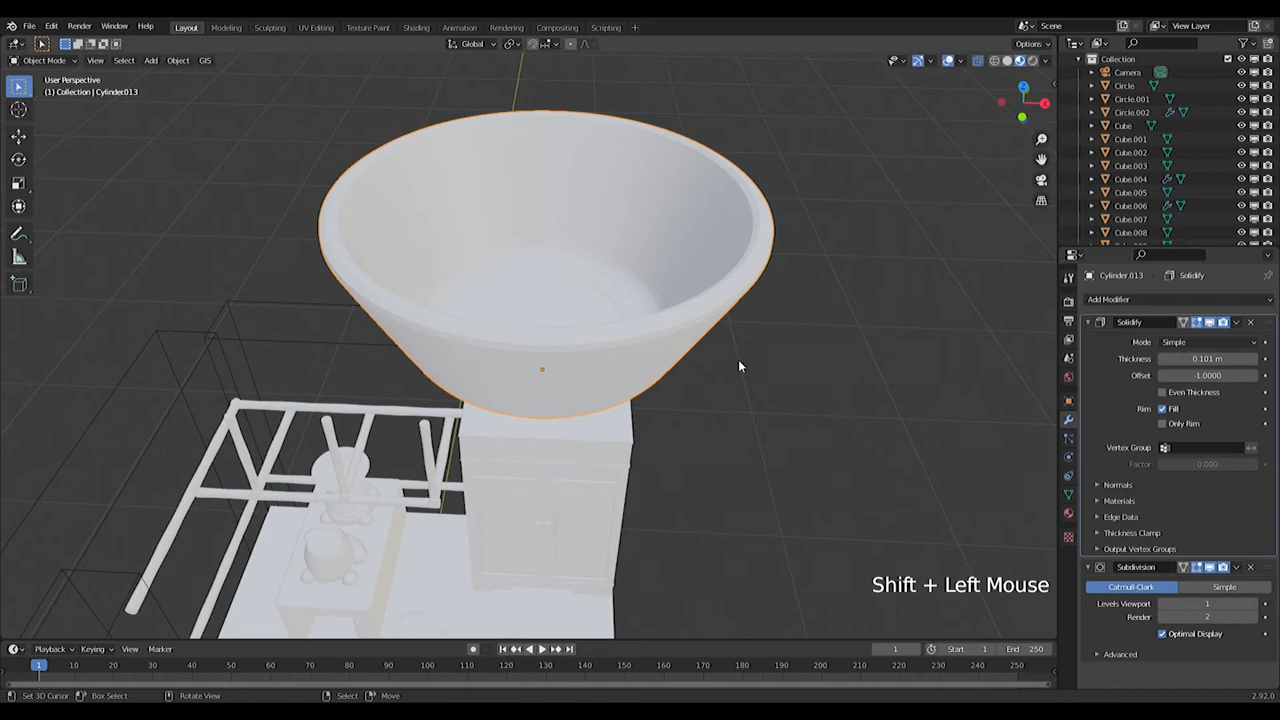 File Edit Render Window Help Layout Modeling Sculpting UV Editing Texture Paint Shading Animation Rendering Compositing Scripting + Scene View Layer
Global Options
Object Mode View Select Add Object GIS
User Perspective
(1) Collection | Cylinder.013
Z
X
Collection
Camera
Circle
Circle.001
Circle.002
Cube
Cube.001
Cube.002
Cube.003
Cube.004
Cube.005
Cube.006
Cube.007
Cube.008
Cylinder.013 Solidify
Add Modifier
Solidify
Mode Simple
Thickness 0.101 m
Offset -1.0000
Even Thickness
Rim Fill
Only Rim
Vertex Group
Factor 0.000
Normals
Materials
Edge Data
Thickness Clamp
Output Vertex Groups
Subdivision
Catmull-Clark Simple
Levels Viewport 1
Render 2
Optimal Display
Advanced
Shift + Left Mouse
Playback Keying View Marker 1 Start 1 End 250
1 10 20 30 40 50 60 70 80 90 100 110 120 130 140 150 160 170 180 190 200 210 220 230 240 250
Set 3D Cursor Box Select Rotate View Select Move 2.92.0